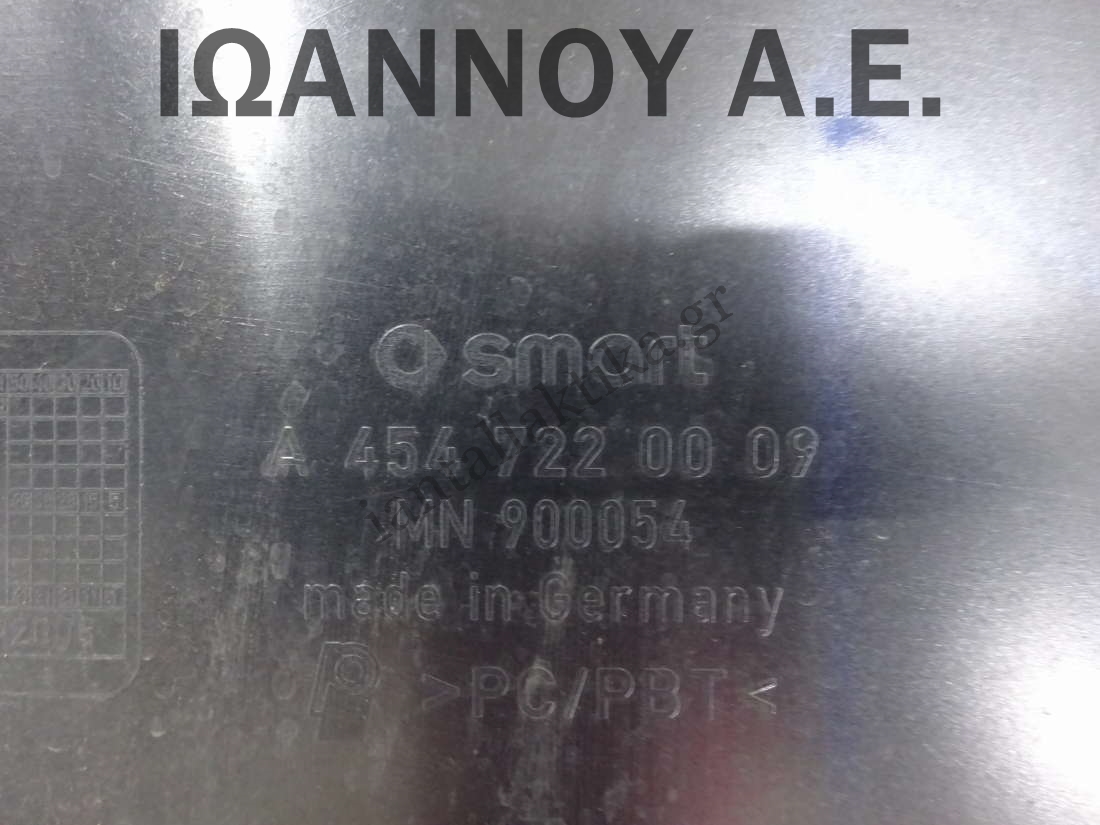 ΙΩΑΝΝΟΥ Α.Ε.
smart
A 454 722 00 09
MN 900054
made in Germany
>PC/PBT<